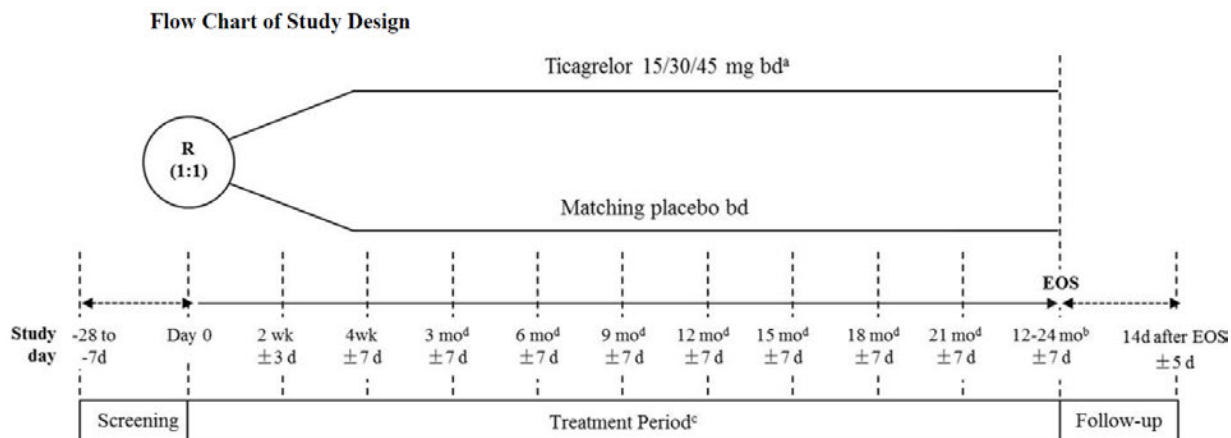 Flow Chart of Study Design
Ticagrelor 15/30/45 mg bdᵃ
R
(1:1)
Matching placebo bd
EOS
Study day
-28 to -7d
Day 0
2 wk ±3 d
4wk ±7 d
3 moᵈ ±7 d
6 moᵈ ±7 d
9 moᵈ ±7 d
12 moᵈ ±7 d
15 moᵈ ±7 d
18 moᵈ ±7 d
21 moᵈ ±7 d
12-24 moᵇ ±7 d
14d after EOS ±5 d
Screening
Treatment Periodᶜ
Follow-up